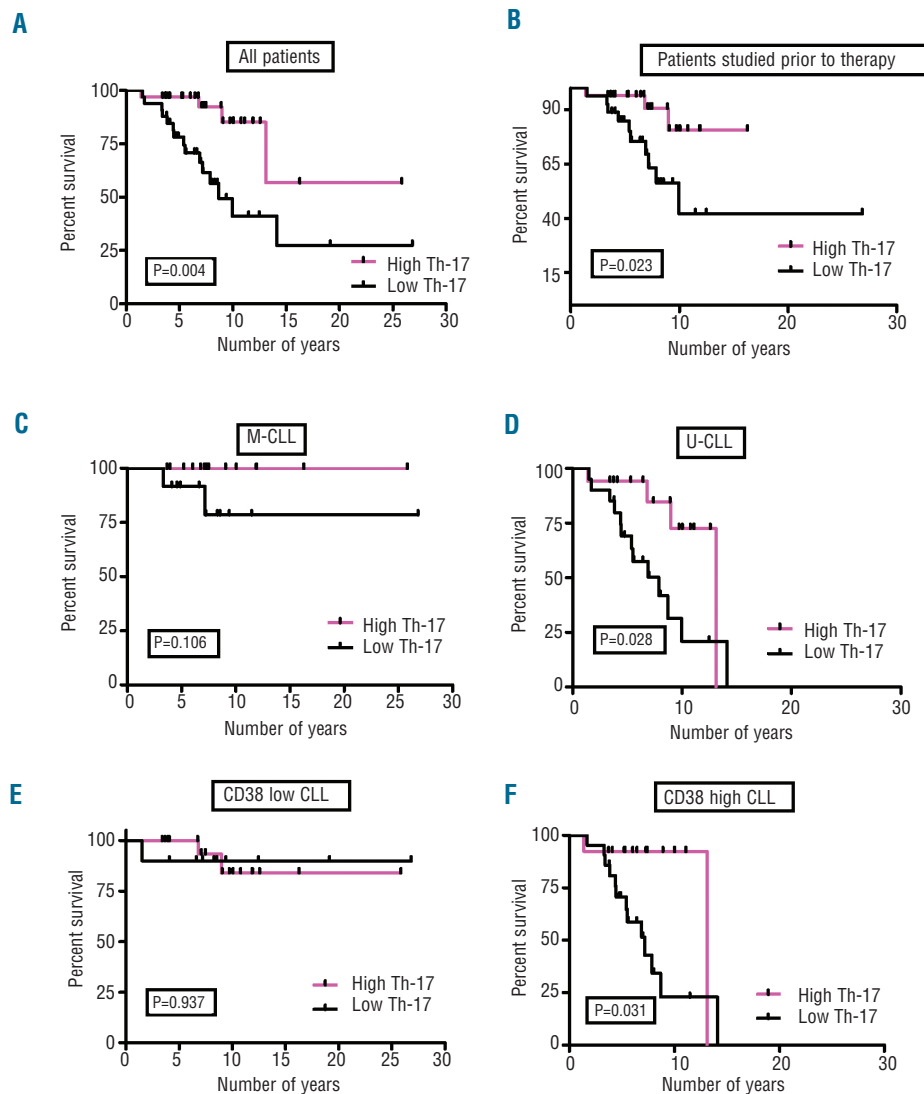 A
All patients
Percent survival
100
75
50
25
0
0 5 10 15 20 25 30
Number of years
P=0.004
High Th-17
Low Th-17
B
Patients studied prior to therapy
Percent survival
90
65
40
15
0 10 20 30
Number of years
P=0.023
High Th-17
Low Th-17
C
M-CLL
Percent survival
100
75
50
25
0
0 5 10 15 20 25 30
Number of years
P=0.106
High Th-17
Low Th-17
D
U-CLL
Percent survival
100
75
50
25
0
0 10 20 30
Number of years
P=0.028
High Th-17
Low Th-17
E
CD38 low CLL
Percent survival
100
75
50
25
0
0 5 10 15 20 25 30
Number of years
P=0.937
High Th-17
Low Th-17
F
CD38 high CLL
Percent survival
100
75
50
25
0
0 10 20 30
Number of years
P=0.031
High Th-17
Low Th-17